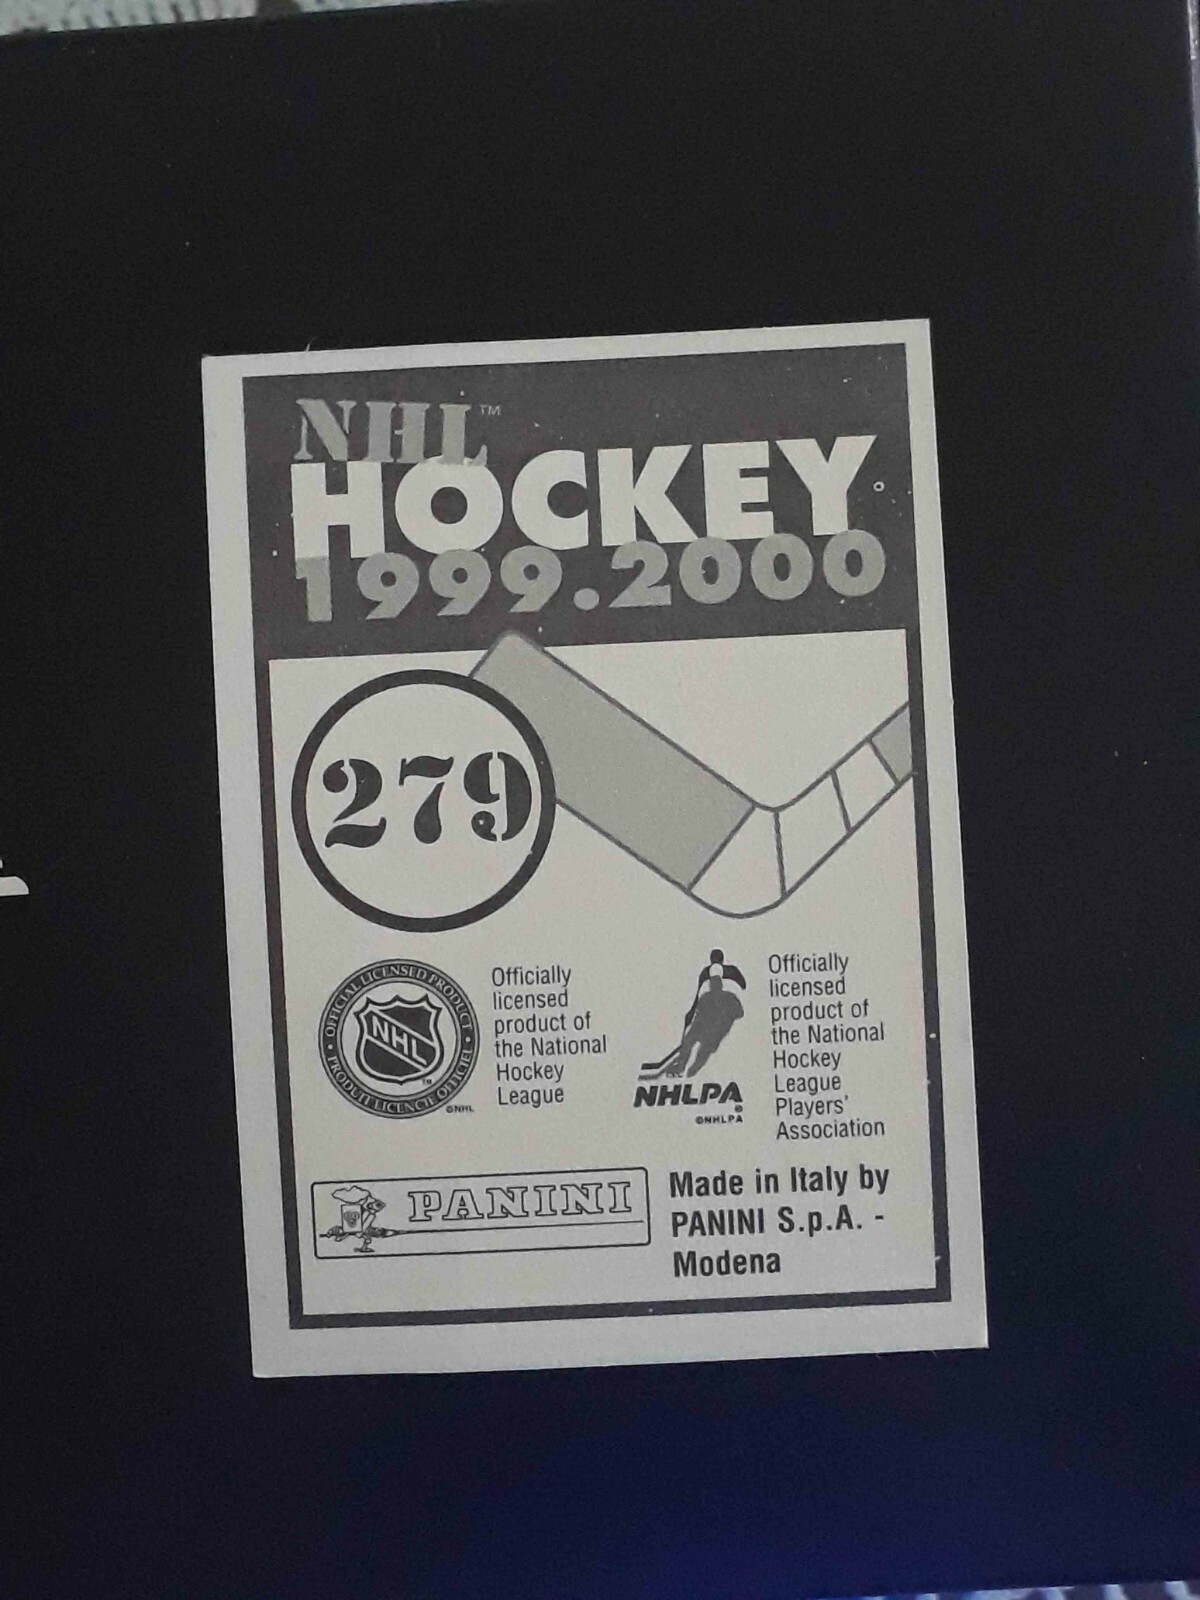 NHL™
HOCKEY
1999.2000
279
OFFICIAL LICENSED PRODUCT
NHL
™
PRODUIT LICENCIÉ OFFICIEL
©NHL
Officially
licensed
product of
the National
Hockey
League
NHLPA
®
©NHLPA
Officially
licensed
product of
the National
Hockey
League
Players'
Association
PANINI
Made in Italy by
PANINI S.p.A. -
Modena